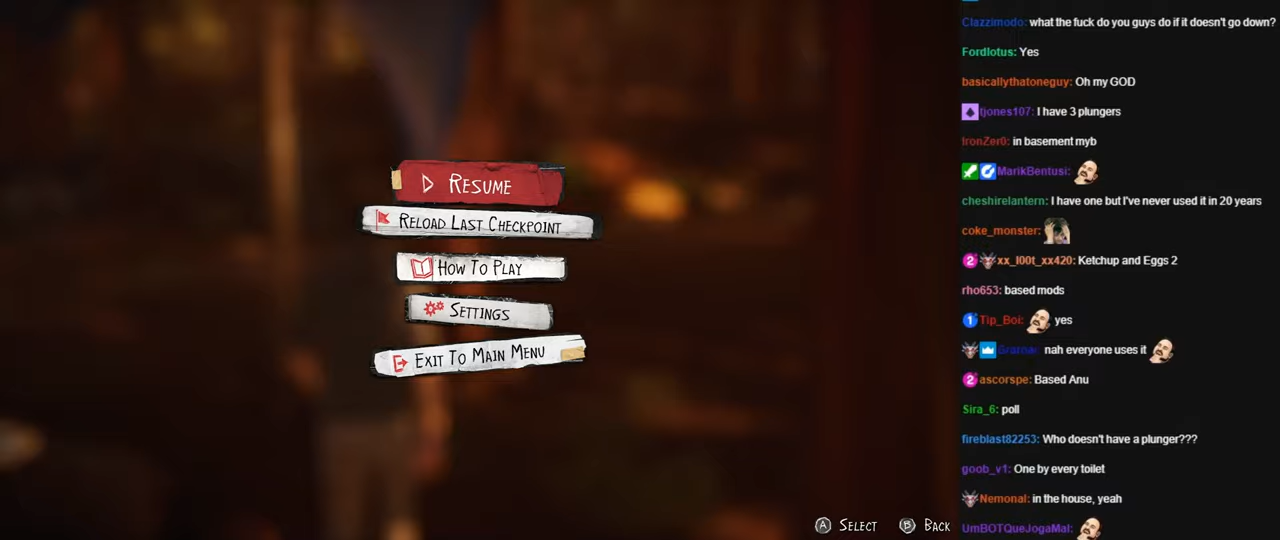 Resume
Reload Last Checkpoint
How To Play
Settings
Exit To Main Menu
A Select B Back
Clazzimodo: what the fuck do you guys do if it doesn't go down?
Fordlotus: Yes
basicallythatoneguy: Oh my GOD
tjones107: I have 3 plungers
IronZer0: in basement myb
MarikBentusi:
cheshirelantern: I have one but I've never used it in 20 years
coke_monster:
2 xx_l00t_xx420: Ketchup and Eggs 2
rho653: based mods
1 Tip_Boi: yes
nah everyone uses it
2 ascorspe: Based Anu
Sira_6: poll
fireblast82253: Who doesn't have a plunger???
goob_v1: One by every toilet
Nemonal: in the house, yeah
UmBOTQueJogaMal: